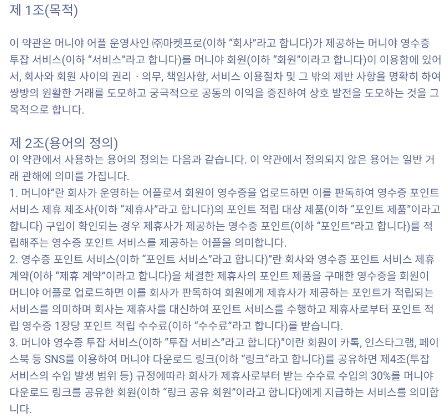 제 1조(목적)
이 약관은 머니야 어플 운영사인 ㈜마켓프로(이하 “회사”라고 합니다)가 제공하는 머니야 영수증
투잡 서비스(이하 “서비스”라고 합니다)를 머니야 회원(이하 “회원”이라고 합니다)이 이용함에 있어
서, 회사와 회원 사이의 권리ㆍ의무, 책임사항, 서비스 이용절차 및 그 밖의 제반 사항을 명확히 하여
쌍방의 원활한 거래를 도모하고 궁극적으로 공동의 이익을 증진하여 상호 발전을 도모하는 것을 그
목적으로 합니다.
제 2조(용어의 정의)
이 약관에서 사용하는 용어의 정의는 다음과 같습니다. 이 약관에서 정의되지 않은 용어는 일반 거
래 관행에 의미를 가집니다.
1. 머니야“란 회사가 운영하는 어플로서 회원이 영수증을 업로드하면 이를 판독하여 영수증 포인트
서비스 제휴 제조사(이하 “제휴사”라고 합니다)의 포인트 적립 대상 제품(이하 “포인트 제품”이라고
합니다) 구입이 확인되는 경우 제휴사가 제공하는 영수증 포인트(이하 “포인트”라고 합니다)를 적
립해주는 영수증 포인트 서비스를 제공하는 어플을 의미합니다.
2. 영수증 포인트 서비스(이하 “포인트 서비스”라고 합니다)”란 회사와 영수증 포인트 서비스 제휴
계약(이하 “제휴 계약”이라고 합니다)을 체결한 제휴사의 포인트 제품을 구매한 영수증을 회원이
머니야 어플로 업로드하면 이를 회사가 판독하여 회원에게 제휴사가 제공하는 포인트가 적립되는
서비스를 의미하며 회사는 제휴사를 대신하여 포인트 서비스를 수행하고 제휴사로부터 포인트 적
립 영수증 1장당 포인트 적립 수수료(이하 “수수료”라고 합니다)를 받습니다.
3. 머니야 영수증 투잡 서비스(이하 “투잡 서비스”라고 합니다)”이란 회원이 카톡, 인스타그램, 페이
스북 등 SNS를 이용하여 머니야 다운로드 링크(이하 “링크“라고 합니다)를 공유하면 제4조(투잡
서비스의 수입 발생 범위 등) 규정에따라 회사가 제휴사로부터 받는 수수료 수입의 30%를 머니야
다운로드 링크를 공유한 회원(이하 “링크 공유 회원”이라고 합니다)에게 지급하는 서비스를 의미합
니다.